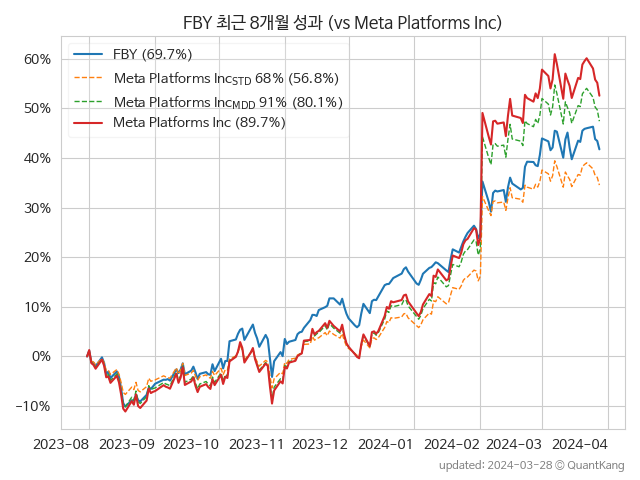 FBY 최근 8개월 성과 (vs Meta Platforms Inc)
FBY (69.7%)
Meta Platforms IncSTD 68% (56.8%)
Meta Platforms IncMDD 91% (80.1%)
Meta Platforms Inc (89.7%)
60%
50%
40%
30%
20%
10%
0%
−10%
2023-08 2023-09 2023-10 2023-11 2023-12 2024-01 2024-02 2024-03 2024-04
updated: 2024-03-28 © QuantKang